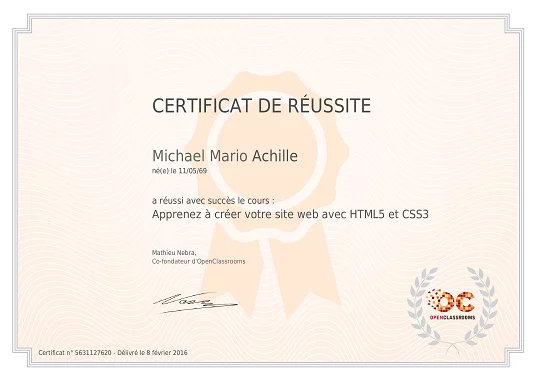 CERTIFICAT DE RÉUSSITE
Michael Mario Achille
né(e) le 11/05/69
a réussi avec succès le cours :
Apprenez à créer votre site web avec HTML5 et CSS3
Mathieu Nebra,
Co-fondateur d'OpenClassrooms
OC
OPENCLASSROOMS
Certificat n° 5631127620 - Délivré le 8 février 2016